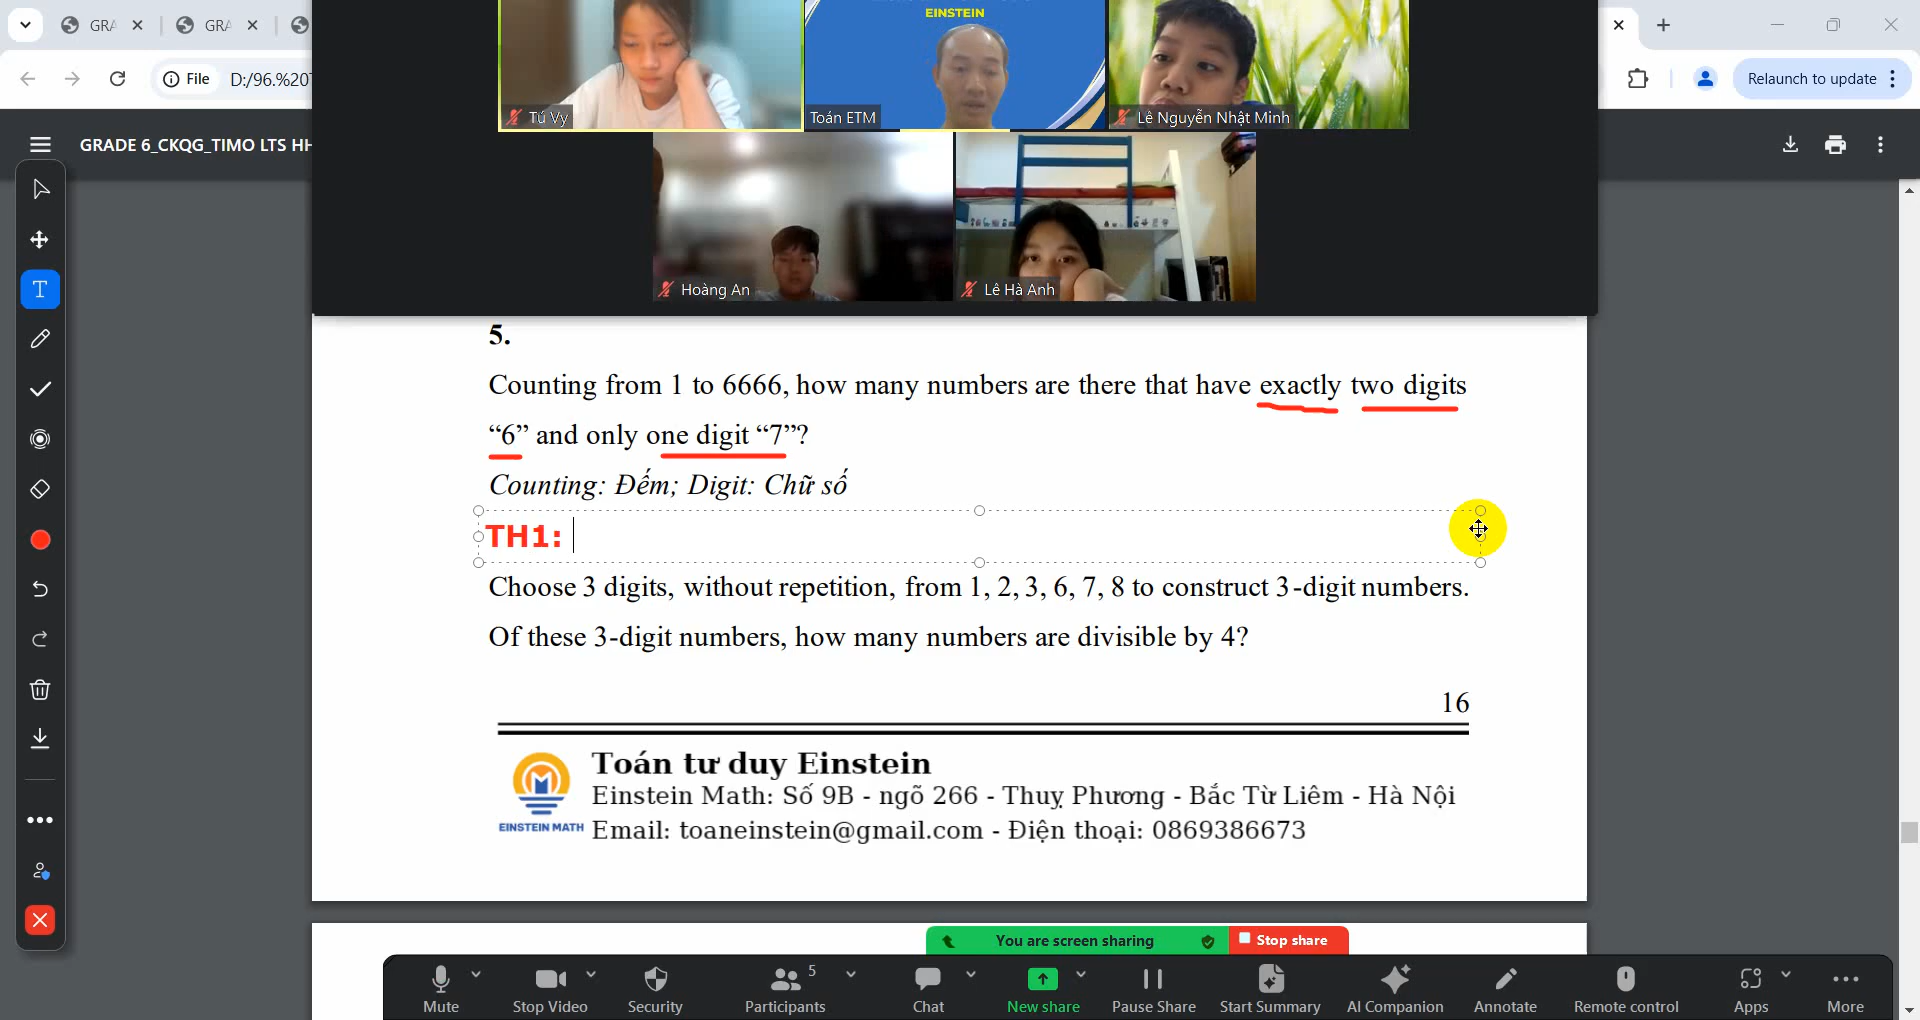 GRA
GRA
File
D:/96.%20
Relaunch to update
GRADE 6_CKQG_TIMO LTS HH
EINSTEIN
Tú Vy
Toán ETM
Lê Nguyễn Nhật Minh
Hoàng An
Lê Hà Anh
5.
Counting from 1 to 6666, how many numbers are there that have exactly two digits
“6” and only one digit “7”?
Counting: Đếm; Digit: Chữ số
TH1:
Choose 3 digits, without repetition, from 1, 2, 3, 6, 7, 8 to construct 3-digit numbers.
Of these 3-digit numbers, how many numbers are divisible by 4?
16
EINSTEIN MATH
Toán tư duy Einstein
Einstein Math: Số 9B - ngõ 266 - Thuỵ Phương - Bắc Từ Liêm - Hà Nội
Email: toaneinstein@gmail.com - Điện thoại: 0869386673
You are screen sharing
Stop share
Mute
Stop Video
Security
Participants
5
Chat
New share
Pause Share
Start Summary
AI Companion
Annotate
Remote control
Apps
More